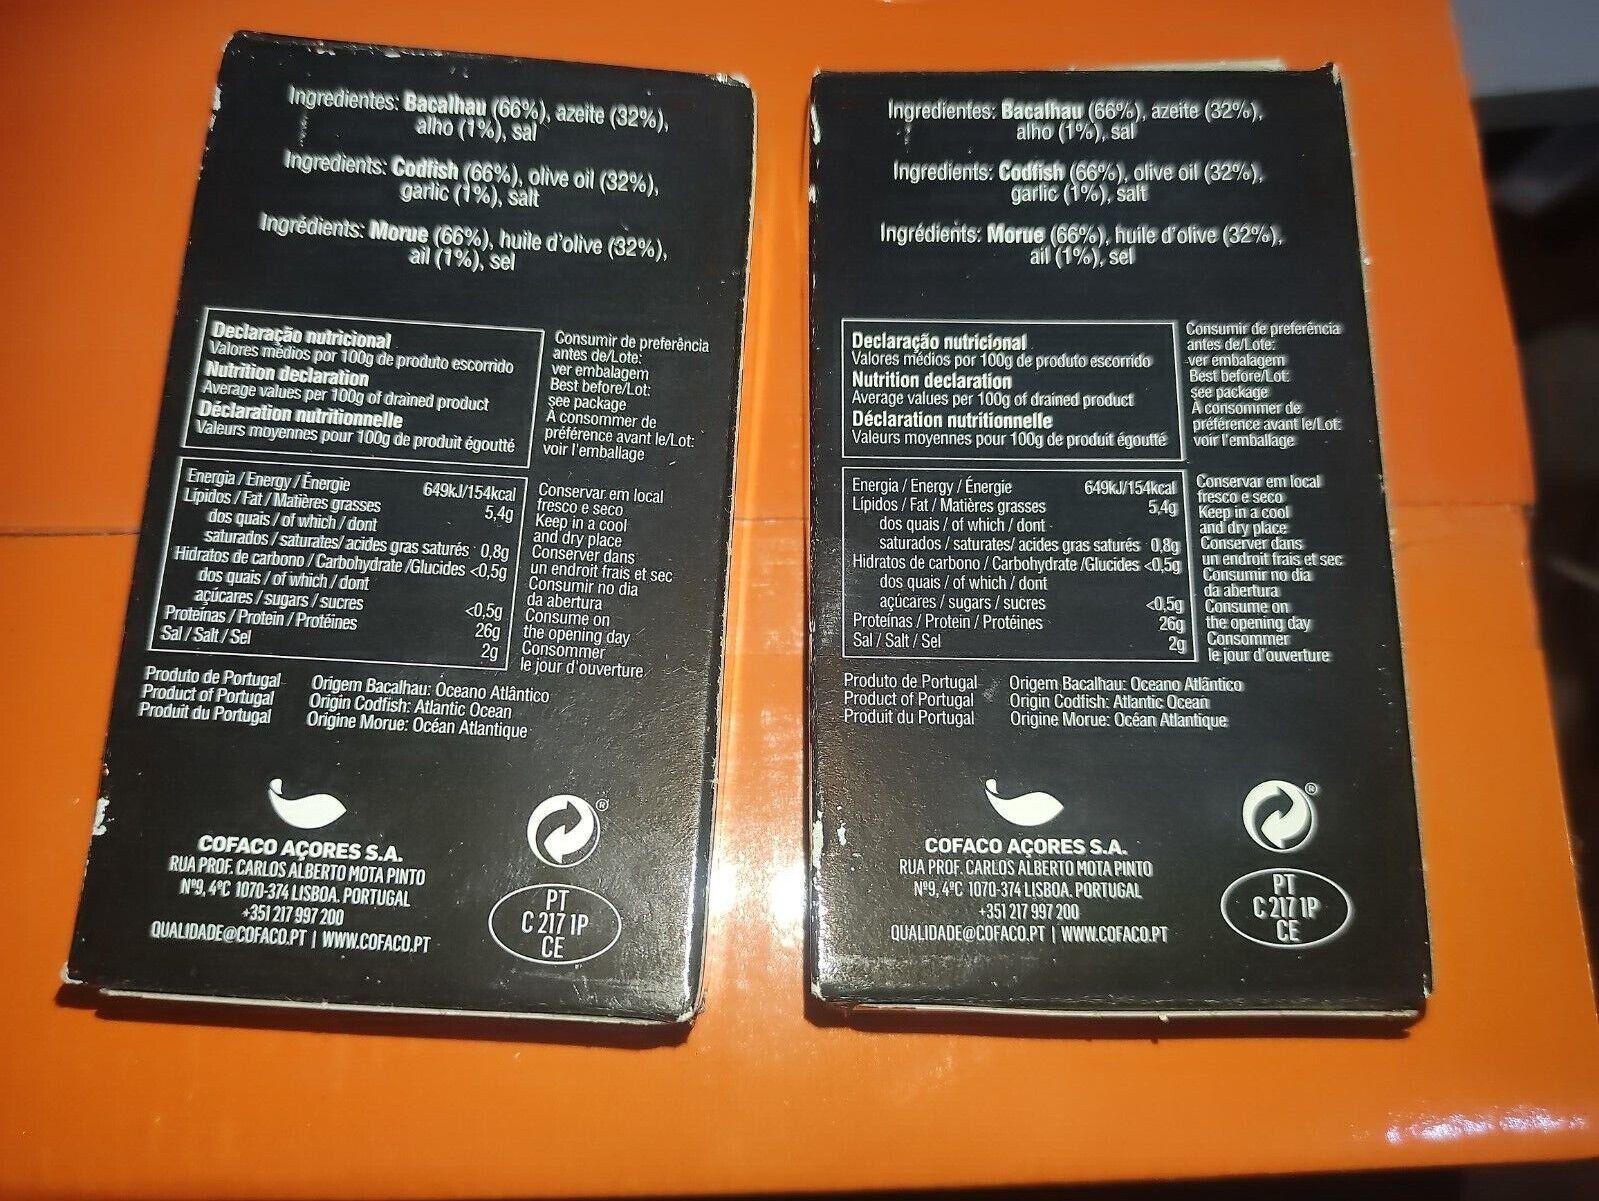 Ingredientes: Bacalhau (66%), azeite (32%),
alho (1%), sal
Ingredients: Codfish (66%), olive oil (32%),
garlic (1%), salt
Ingrédients: Morue (66%), huile d'olive (32%),
ail (1%), sel
Declaração nutricional
Valores médios por 100g de produto escorrido
Nutrition declaration
Average values per 100g of drained product
Déclaration nutritionnelle
Valeurs moyennes pour 100g de produit égoutté
Consumir de preferência
antes de/Lote:
ver embalagem
Best before/Lot:
see package
À consommer de
préférence avant le/Lot:
voir l'emballage
Energia / Energy / Énergie 649kJ/154kcal
Lípidos / Fat / Matières grasses 5,4g
dos quais / of which / dont
saturados / saturates/ acides gras saturés 0,8g
Hidratos de carbono / Carbohydrate /Glucides <0,5g
dos quais / of which / dont
açúcares / sugars / sucres <0,5g
Proteínas / Protein / Protéines 26g
Sal / Salt / Sel 2g
Conservar em local
fresco e seco
Keep in a cool
and dry place
Conserver dans
un endroit frais et sec
Consumir no dia
da abertura
Consume on
the opening day
Consommer
le jour d'ouverture
Produto de Portugal
Product of Portugal
Produit du Portugal
Origem Bacalhau: Oceano Atlântico
Origin Codfish: Atlantic Ocean
Origine Morue: Océan Atlantique
COFACO AÇORES S.A.
RUA PROF. CARLOS ALBERTO MOTA PINTO
Nº9, 4ºC 1070-374 LISBOA. PORTUGAL
+351 217 997 200
QUALIDADE@COFACO.PT | WWW.COFACO.PT
®
PT
C 217 1P
CE
Ingredientes: Bacalhau (66%), azeite (32%),
alho (1%), sal
Ingredients: Codfish (66%), olive oil (32%),
garlic (1%), salt
Ingrédients: Morue (66%), huile d'olive (32%),
ail (1%), sel
Declaração nutricional
Valores médios por 100g de produto escorrido
Nutrition declaration
Average values per 100g of drained product
Déclaration nutritionnelle
Valeurs moyennes pour 100g de produit égoutté
Consumir de preferência
antes de/Lote:
ver embalagem
Best before/Lot:
see package
À consommer de
préférence avant le/Lot:
voir l'emballage
Energia / Energy / Énergie 649kJ/154kcal
Lípidos / Fat / Matières grasses 5,4g
dos quais / of which / dont
saturados / saturates/ acides gras saturés 0,8g
Hidratos de carbono / Carbohydrate /Glucides <0,5g
dos quais / of which / dont
açúcares / sugars / sucres <0,5g
Proteínas / Protein / Protéines 26g
Sal / Salt / Sel 2g
Conservar em local
fresco e seco
Keep in a cool
and dry place
Conserver dans
un endroit frais et sec
Consumir no dia
da abertura
Consume on
the opening day
Consommer
le jour d'ouverture
Produto de Portugal
Product of Portugal
Produit du Portugal
Origem Bacalhau: Oceano Atlântico
Origin Codfish: Atlantic Ocean
Origine Morue: Océan Atlantique
COFACO AÇORES S.A.
RUA PROF. CARLOS ALBERTO MOTA PINTO
Nº9, 4ºC 1070-374 LISBOA. PORTUGAL
+351 217 997 200
QUALIDADE@COFACO.PT | WWW.COFACO.PT
®
PT
C 217 1P
CE